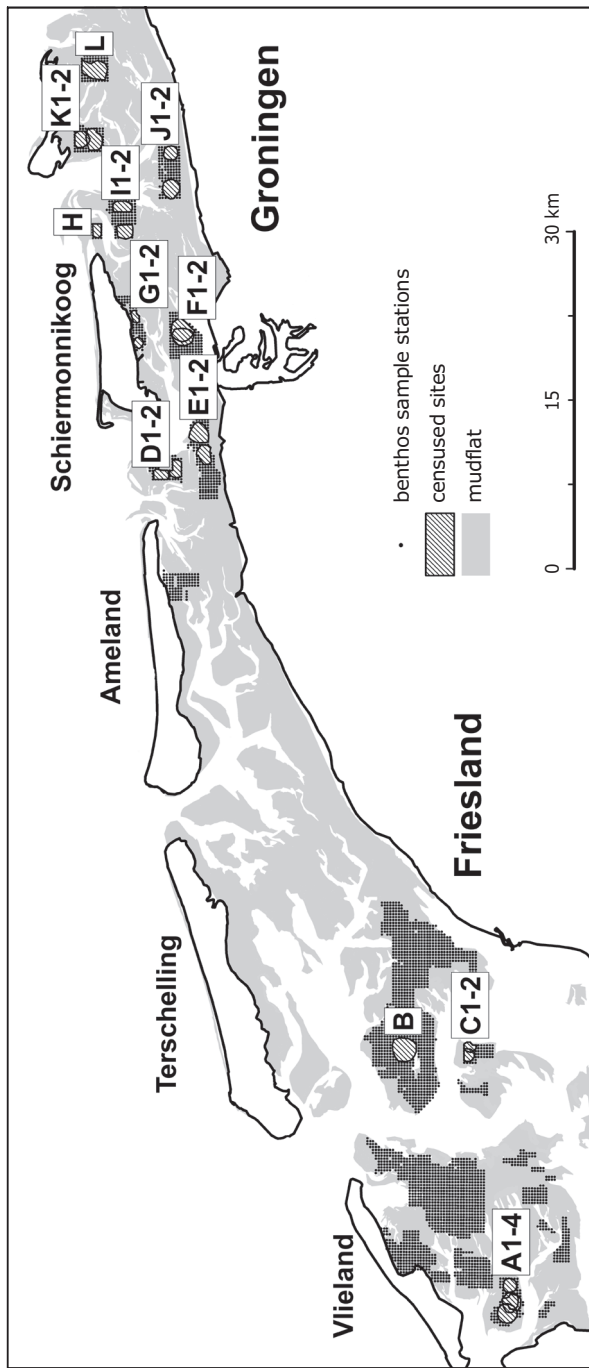 Vlieland
Terschelling
Ameland
Schiermonnikoog
A1-4
B
C1-2
D1-2
E1-2
F1-2
G1-2
H
I1-2
J1-2
K1-2
L
Friesland
Groningen
benthos sample stations
censused sites
mudflat
0
15
30 km